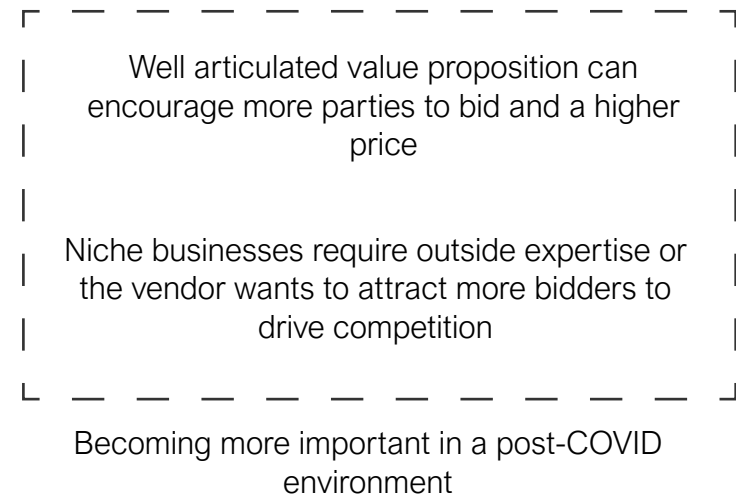 Well articulated value proposition can
encourage more parties to bid and a higher
price
Niche businesses require outside expertise or
the vendor wants to attract more bidders to
drive competition
Becoming more important in a post-COVID
environment